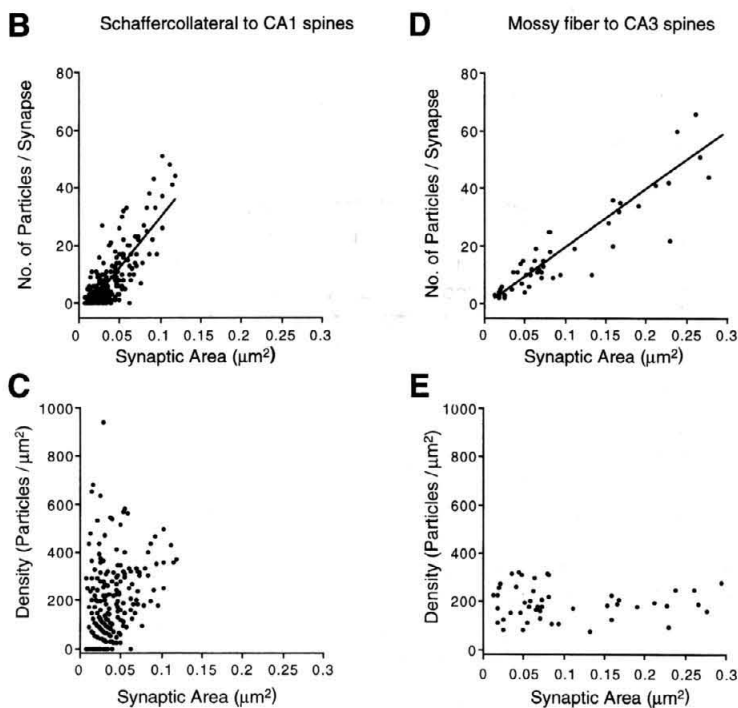 B
Schaffercollateral to CA1 spines
No. of Particles / Synapse
80
60
40
20
0
0 0.05 0.1 0.15 0.2 0.25 0.3
Synaptic Area (μm²)
D
Mossy fiber to CA3 spines
No. of Particles / Synapse
80
60
40
20
0
0 0.05 0.1 0.15 0.2 0.25 0.3
Synaptic Area (μm²)
C
Density (Particles / μm²)
1000
800
600
400
200
0
0 0.05 0.1 0.15 0.2 0.25 0.3
Synaptic Area (μm²)
E
Density (Particles / μm²)
1000
800
600
400
200
0
0 0.05 0.1 0.15 0.2 0.25 0.3
Synaptic Area (μm²)